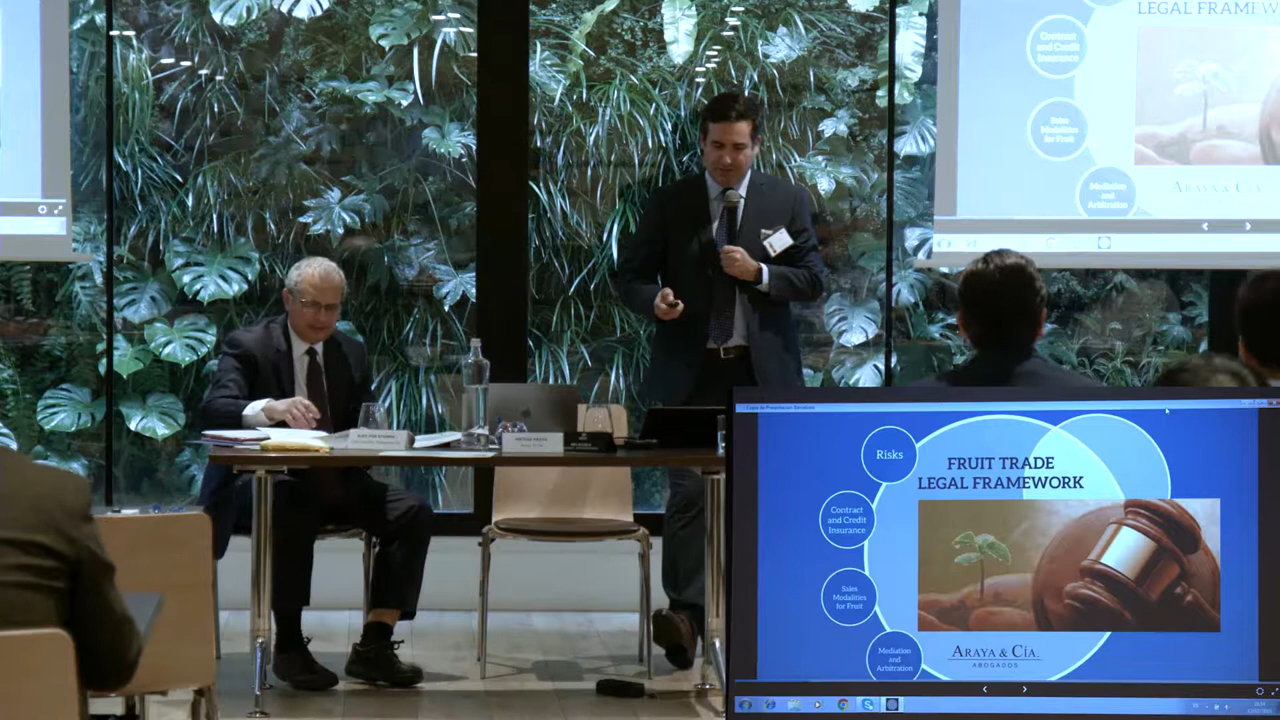 LEGAL FRAMEW
Contract
and Credit
Insurance
Sales
Modalities
for Fruit
Mediation
and
Arbitration
ARAYA & CÍA.
Risks
FRUIT TRADE
LEGAL FRAMEWORK
Contract
and Credit
Insurance
Sales
Modalities
for Fruit
Mediation
and
Arbitration
ARAYA & CÍA.
ABOGADOS